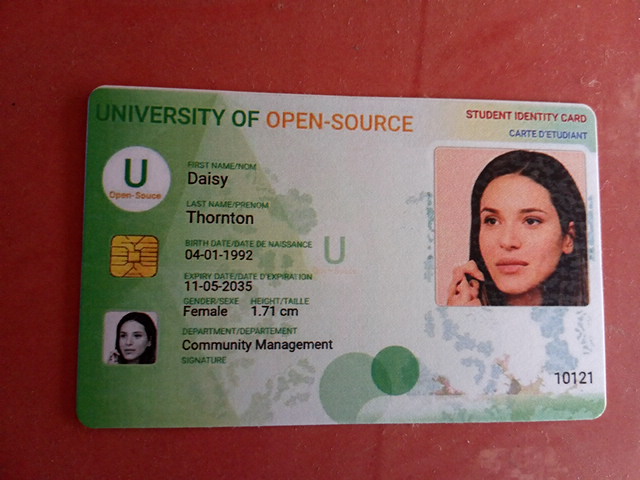 UNIVERSITY OF OPEN-SOURCE
STUDENT IDENTITY CARD
CARTE D'ETUDIANT
U
Open-Souce
FIRST NAME/NOM
Daisy
LAST NAME/PRENOM
Thornton
BIRTH DATE/DATE DE NAISSANCE
04-01-1992
U
EXPIRY DATE/DATE D'EXPIRATION
11-05-2035
GENDER/SEXE HEIGHT/TAILLE
Female 1.71 cm
DEPARTMENT/DEPARTEMENT
Community Management
SIGNATURE
10121